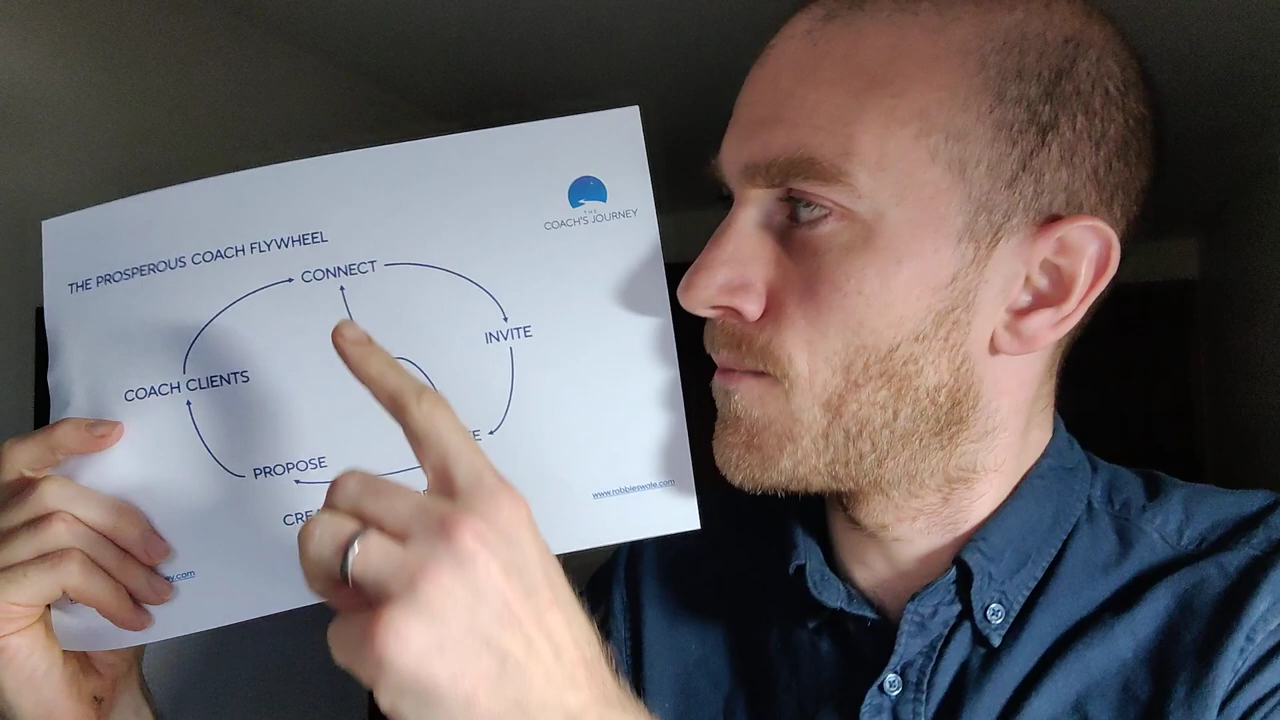 THE
COACH'S JOURNEY
THE PROSPEROUS COACH FLYWHEEL
CONNECT
INVITE
COACH CLIENTS
PROPOSE
www.robbieswale.com